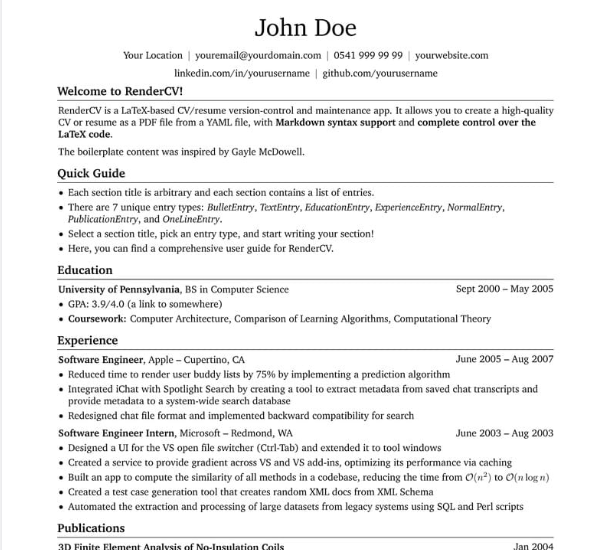 John Doe
Your Location | youremail@yourdomain.com | 0541 999 99 99 | yourwebsite.com
linkedin.com/in/yourusername | github.com/yourusername
Welcome to RenderCV!
RenderCV is a LaTeX-based CV/resume version-control and maintenance app. It allows you to create a high-quality
CV or resume as a PDF file from a YAML file, with Markdown syntax support and complete control over the
LaTeX code.
The boilerplate content was inspired by Gayle McDowell.
Quick Guide
• Each section title is arbitrary and each section contains a list of entries.
• There are 7 unique entry types: BulletEntry, TextEntry, EducationEntry, ExperienceEntry, NormalEntry,
PublicationEntry, and OneLineEntry.
• Select a section title, pick an entry type, and start writing your section!
• Here, you can find a comprehensive user guide for RenderCV.
Education
University of Pennsylvania, BS in Computer Science Sept 2000 – May 2005
• GPA: 3.9/4.0 (a link to somewhere)
• Coursework: Computer Architecture, Comparison of Learning Algorithms, Computational Theory
Experience
Software Engineer, Apple – Cupertino, CA June 2005 – Aug 2007
• Reduced time to render user buddy lists by 75% by implementing a prediction algorithm
• Integrated iChat with Spotlight Search by creating a tool to extract metadata from saved chat transcripts and
provide metadata to a system-wide search database
• Redesigned chat file format and implemented backward compatibility for search
Software Engineer Intern, Microsoft – Redmond, WA June 2003 – Aug 2003
• Designed a UI for the VS open file switcher (Ctrl-Tab) and extended it to tool windows
• Created a service to provide gradient across VS and VS add-ins, optimizing its performance via caching
• Built an app to compute the similarity of all methods in a codebase, reducing the time from O(n²) to O(n log n)
• Created a test case generation tool that creates random XML docs from XML Schema
• Automated the extraction and processing of large datasets from legacy systems using SQL and Perl scripts
Publications
3D Finite Element Analysis of No-Insulation Coils Jan 2004